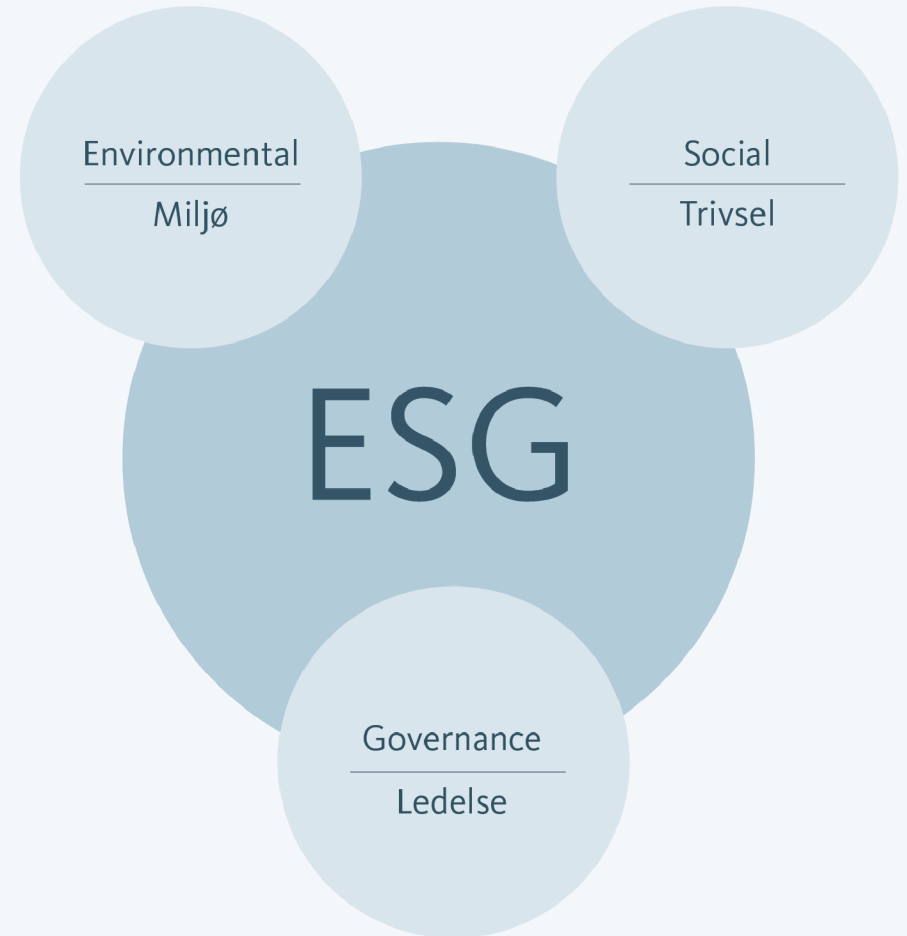 Environmental
Miljø
Social
Trivsel
ESG
Governance
Ledelse